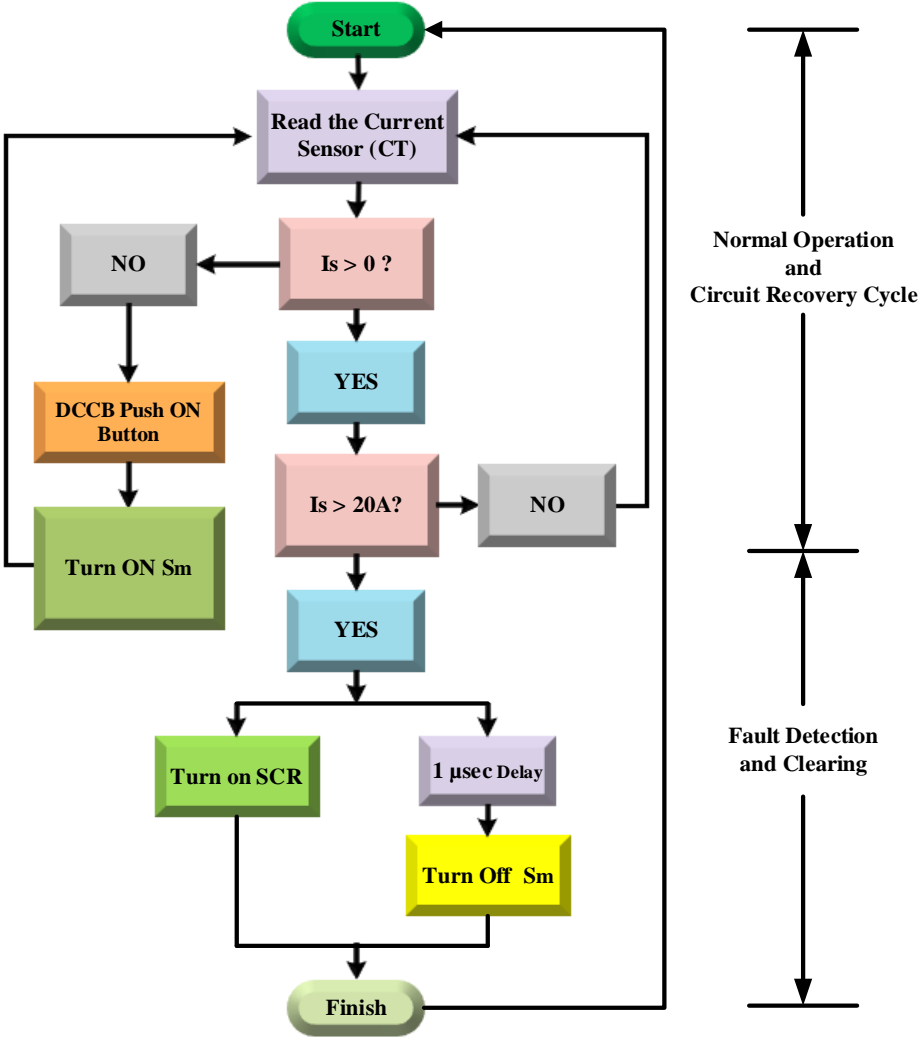 Start
Read the Current
Sensor (CT)
Is > 0 ?
NO
YES
DCCB Push ON
Button
Is > 20A?
NO
Turn ON Sm
YES
Turn on SCR
1 µsec Delay
Turn Off Sm
Finish
Normal Operation
and
Circuit Recovery Cycle
Fault Detection
and Clearing